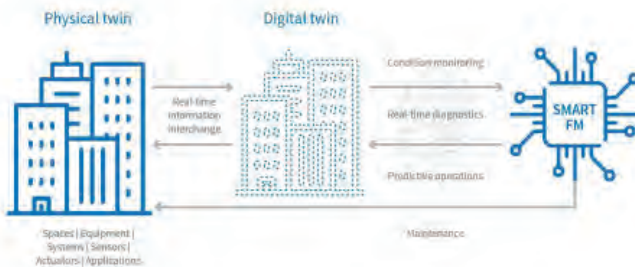 Physical twin
Digital twin
Condition monitoring
Real-time
information
interchange
Real-time diagnostics
SMART
FM
Predictive operations
Spaces | Equipment |
Systems | Sensors |
Actuators | Applications
Maintenance